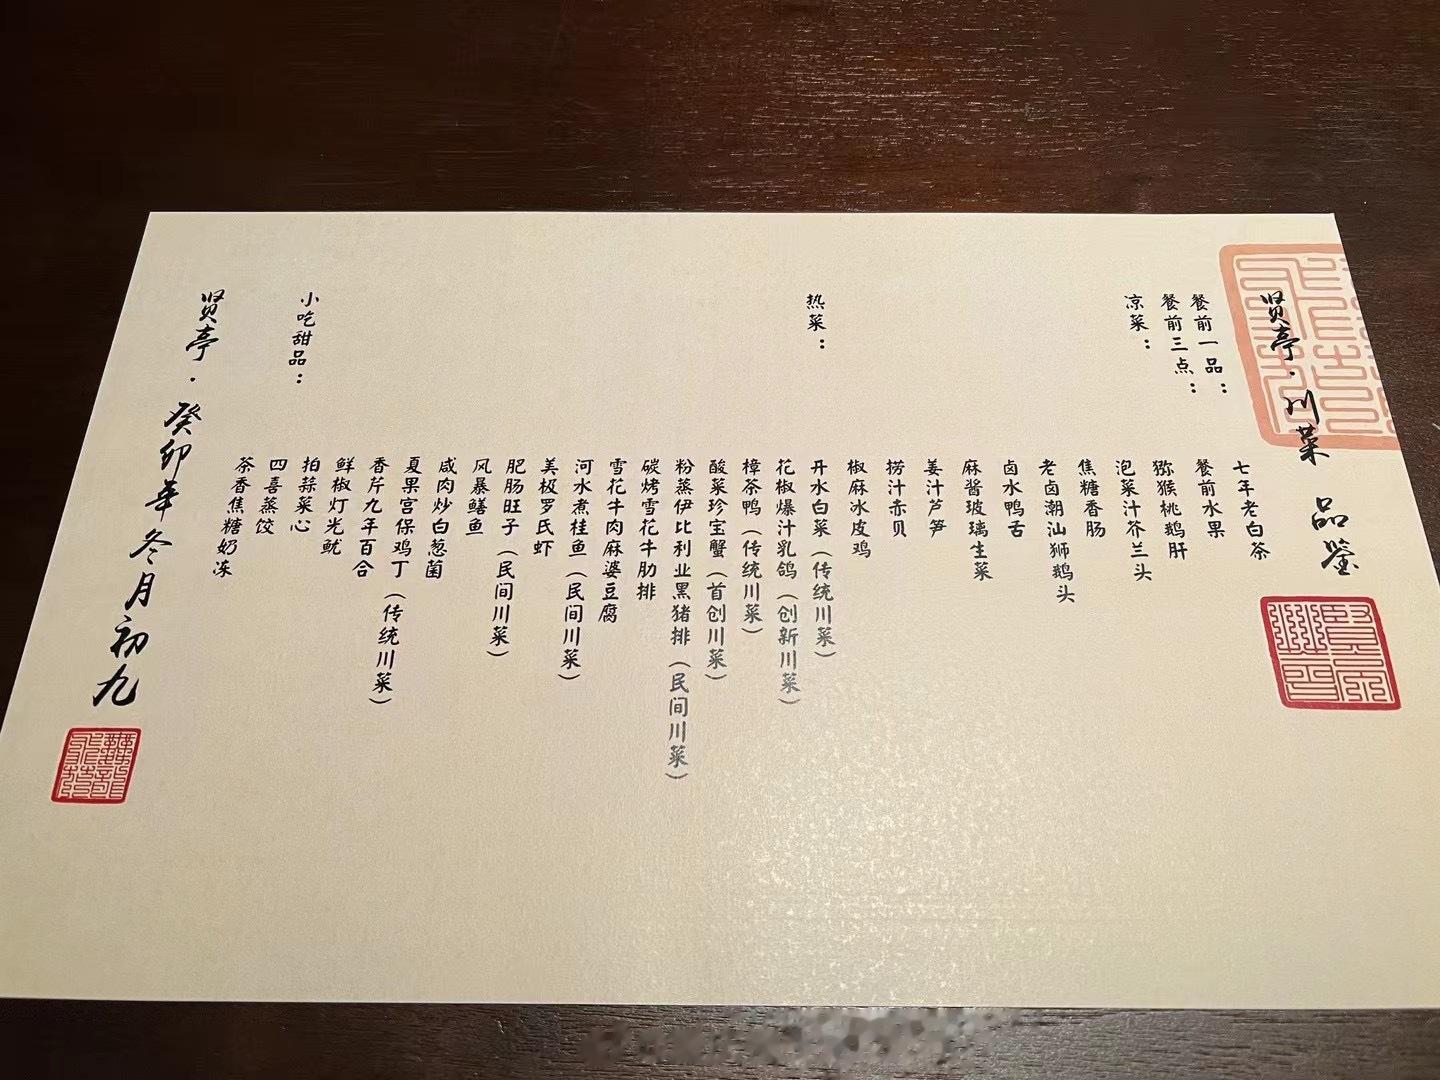 贤亭·川菜 品鉴
餐前一品：
七年老白茶
餐前三点：
餐前水果
猕猴桃鹅肝
泡菜汁芥兰头
凉菜：
焦糖香肠
老卤潮汕狮鹅头
卤水鸭舌
麻酱玻璃生菜
姜汁芦笋
捞汁赤贝
椒麻冰皮鸡
热菜：
开水白菜（传统川菜）
花椒爆汁乳鸽（创新川菜）
樟茶鸭（传统川菜）
酸菜珍宝蟹（首创川菜）
粉蒸伊比利业黑猪排（民间川菜）
碳烤雪花牛肋排
雪花牛肉麻婆豆腐
河水煮桂鱼（民间川菜）
美极罗氏虾
肥肠旺子（民间川菜）
风暴鳝鱼
咸肉炒白葱菌
夏果宫保鸡丁（传统川菜）
香芹九年百合
鲜椒灯光鱿
拍蒜菜心
小吃甜品：
四喜蒸饺
茶香焦糖奶冻
贤亭·癸卯年冬月初九